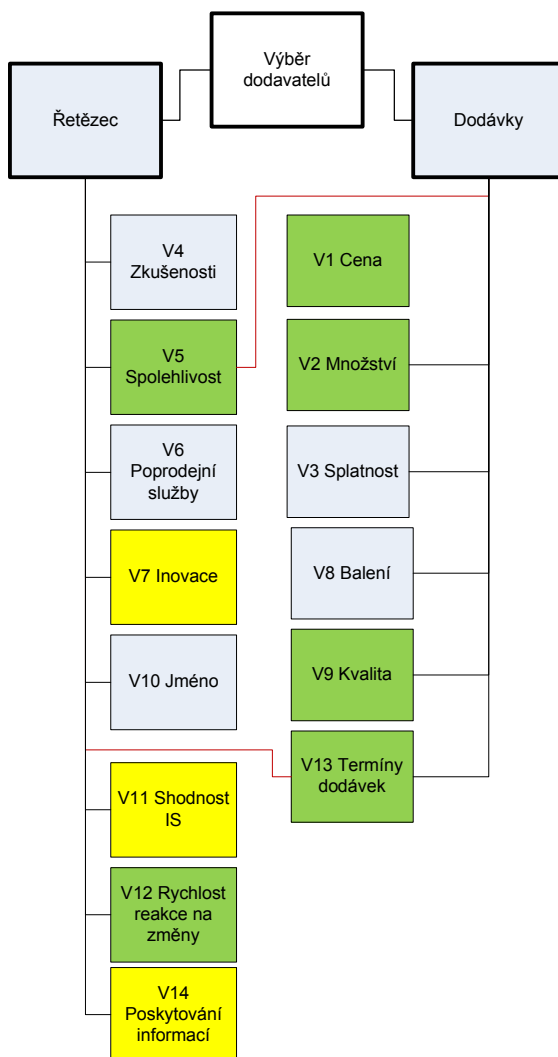 Výběr
dodavatelů
Řetězec
Dodávky
V4
Zkušenosti
V1 Cena
V5
Spolehlivost
V2 Množství
V6
Poprodejní
služby
V3 Splatnost
V7 Inovace
V8 Balení
V10 Jméno
V9 Kvalita
V13 Termíny
dodávek
V11 Shodnost
IS
V12 Rychlost
reakce na
změny
V14
Poskytování
informací